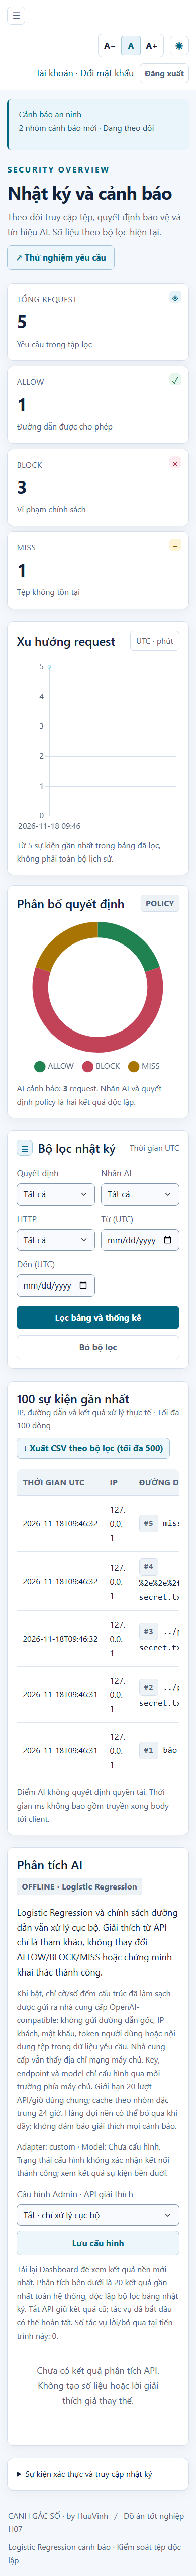 ☰
A− A A+
Tài khoản · Đổi mật khẩu Đăng xuất
Cảnh báo an ninh
2 nhóm cảnh báo mới · Đang theo dõi
SECURITY OVERVIEW
Nhật ký và cảnh báo
Theo dõi truy cập tệp, quyết định bảo vệ và
tín hiệu AI. Số liệu theo bộ lọc hiện tại.
↗ Thử nghiệm yêu cầu
TỔNG REQUEST
5
Yêu cầu trong tập lọc
ALLOW
1
Đường dẫn được cho phép
BLOCK
3
Vi phạm chính sách
MISS
1
Tệp không tồn tại
Xu hướng request
UTC · phút
5
4
3
2
1
0
2026-11-18 09:46
Từ 5 sự kiện gần nhất trong bảng đã lọc,
không phải toàn bộ lịch sử.
Phân bố quyết định
POLICY
ALLOW BLOCK MISS
AI cảnh báo: 3 request. Nhãn AI và quyết
định policy là hai kết quả độc lập.
Bộ lọc nhật ký
Thời gian UTC
Quyết định Nhãn AI
Tất cả Tất cả
HTTP Từ (UTC)
Tất cả mm/dd/yyyy -
Đến (UTC)
mm/dd/yyyy -
Lọc bảng và thống kê
Bỏ bộ lọc
100 sự kiện gần nhất
IP, đường dẫn và kết quả xử lý thực tế · Tối đa
100 dòng
↓ Xuất CSV theo bộ lọc (tối đa 500)
THỜI GIAN UTC IP ĐƯỜNG D
2026-11-18T09:46:32 127.0.0.1 #5 miss
2026-11-18T09:46:32 127.0.0.1 #4 %2e%2e%2f secret.tx
2026-11-18T09:46:32 127.0.0.1 #3 ../p secret.tx
2026-11-18T09:46:31 127.0.0.1 #2 ../p secret.tx
2026-11-18T09:46:31 127.0.0.1 #1 báo
Điểm AI không quyết định quyền tải. Thời
gian ms không bao gồm truyền xong body
tới client.
Phân tích AI
OFFLINE · Logistic Regression
Logistic Regression và chính sách đường
dẫn vẫn xử lý cục bộ. Giải thích từ API
chỉ là tham khảo, không thay đổi
ALLOW/BLOCK/MISS hoặc chứng minh
khai thác thành công.
Khi bật, chỉ cờ/số đếm cấu trúc đã làm sạch
được gửi ra nhà cung cấp OpenAI-
compatible: không gửi đường dẫn gốc, IP
khách, mật khẩu, token người dùng hoặc nội
dung tệp trong dữ liệu yêu cầu. Nhà cung
cấp vẫn thấy địa chỉ mạng máy chủ. Key,
endpoint và model chỉ cấu hình qua môi
trường phía máy chủ. Giới hạn 20 lượt
API/giờ dùng chung; cache theo nhóm đặc
trưng 24 giờ. Hàng đợi nền có thể bỏ qua khi
đầy; không đảm bảo giải thích mọi cảnh báo.
Adapter: custom · Model: Chưa cấu hình.
Trạng thái cấu hình không xác nhận kết nối
thành công; xem kết quả sự kiện bên dưới.
Cấu hình Admin · API giải thích
Tắt · chỉ xử lý cục bộ
Lưu cấu hình
Tải lại Dashboard để xem kết quả nền mới
nhất. Phân tích bên dưới là 20 kết quả gần
nhất toàn hệ thống, độc lập bộ lọc bảng nhật
ký. Tắt API giữ kết quả cũ; tác vụ đã bắt đầu
có thể hoàn tất. Số tác vụ lỗi/bỏ qua tại tiến
trình này: 0.
Chưa có kết quả phân tích API.
Không tạo số liệu hoặc lời giải
thích giả thay thế.
▶ Sự kiện xác thực và truy cập nhật ký
CANH GÁC SỐ · by HuuVinh / Đồ án tốt nghiệp
H07
Logistic Regression cảnh báo · Kiểm soát tệp độc
lập